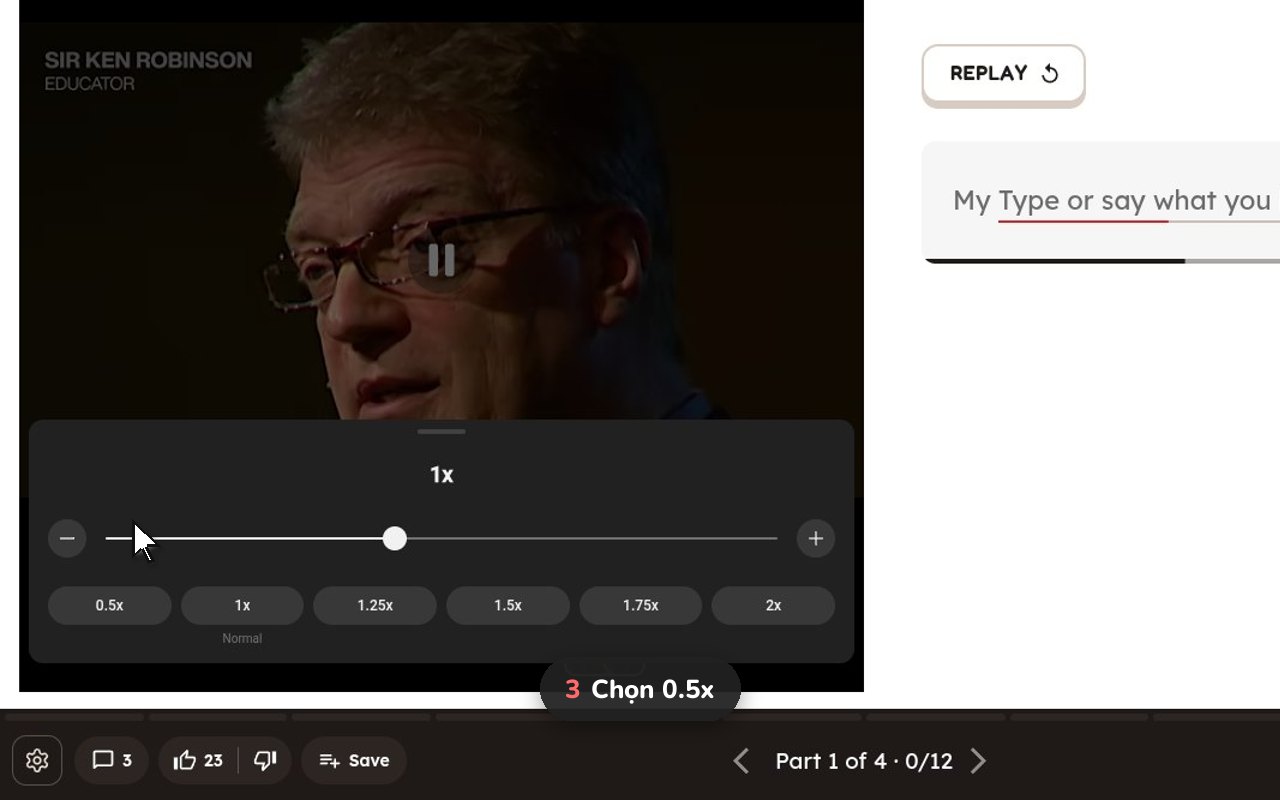 SIR KEN ROBINSON
EDUCATOR
REPLAY
My Type or say what you
1x
0.5x
1x
1.25x
1.5x
1.75x
2x
Normal
3 Chọn 0.5x
3
23
Save
Part 1 of 4 · 0/12